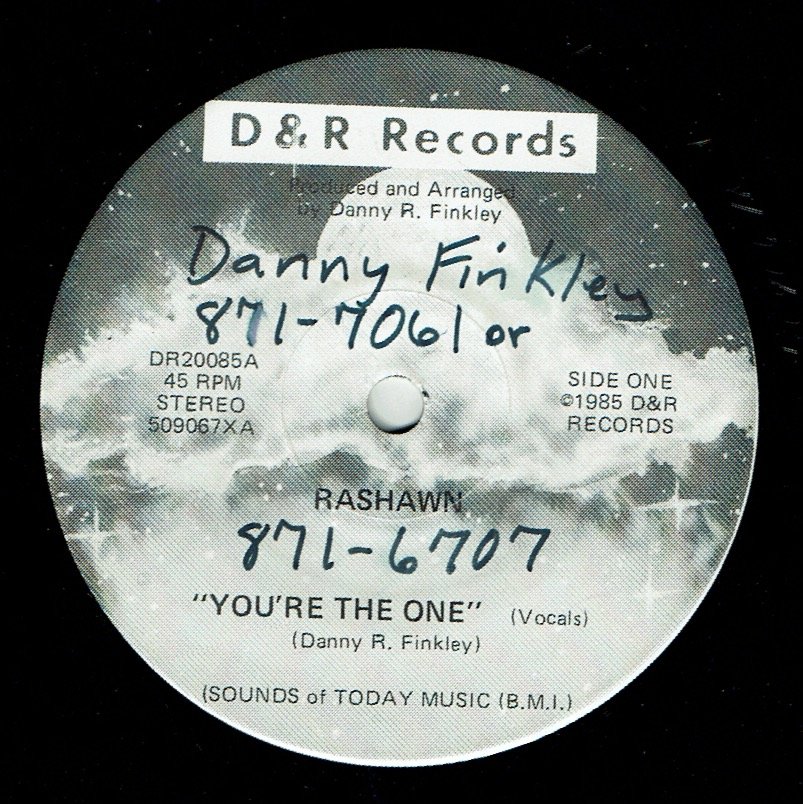 D & R Records
Produced and Arranged
by Danny R. Finkley
Danny Finkley
871-7061 or
DR20085A
45 RPM
STEREO
509067XA
SIDE ONE
©1985 D&R
RECORDS
RASHAWN
871-6707
"YOU'RE THE ONE" (Vocals)
(Danny R. Finkley)
(SOUNDS of TODAY MUSIC (B.M.I.)